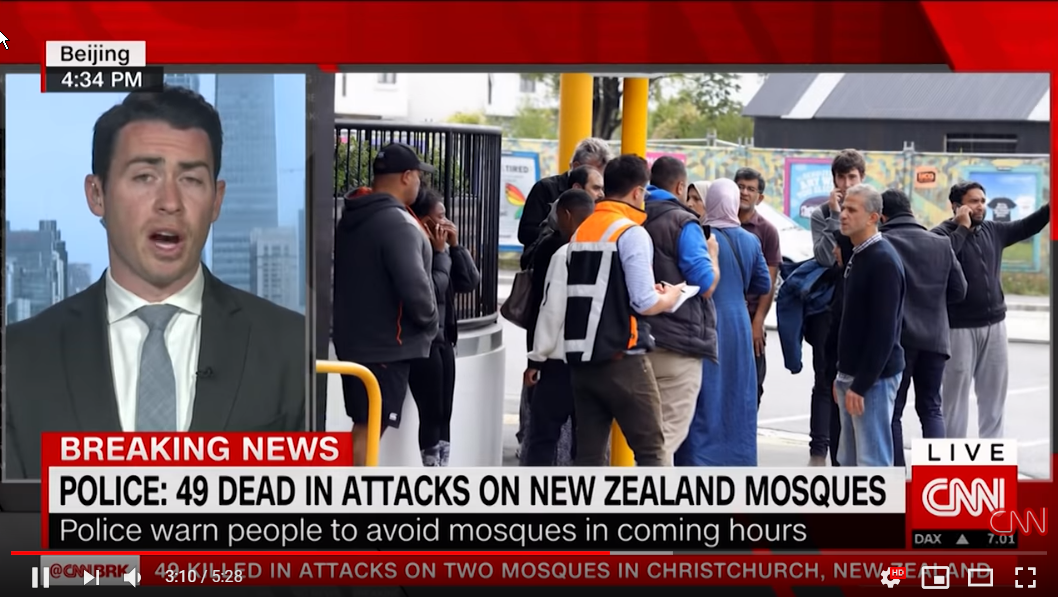 Beijing
4:34 PM
BREAKING NEWS
POLICE: 49 DEAD IN ATTACKS ON NEW ZEALAND MOSQUES
Police warn people to avoid mosques in coming hours
LIVE
CNN
CNN
DAX ▲ 7.01
@CNNBRK 49 KILLED IN ATTACKS ON TWO MOSQUES IN CHRISTCHURCH, NEW ZEALAND
3:10 / 5:28
HD